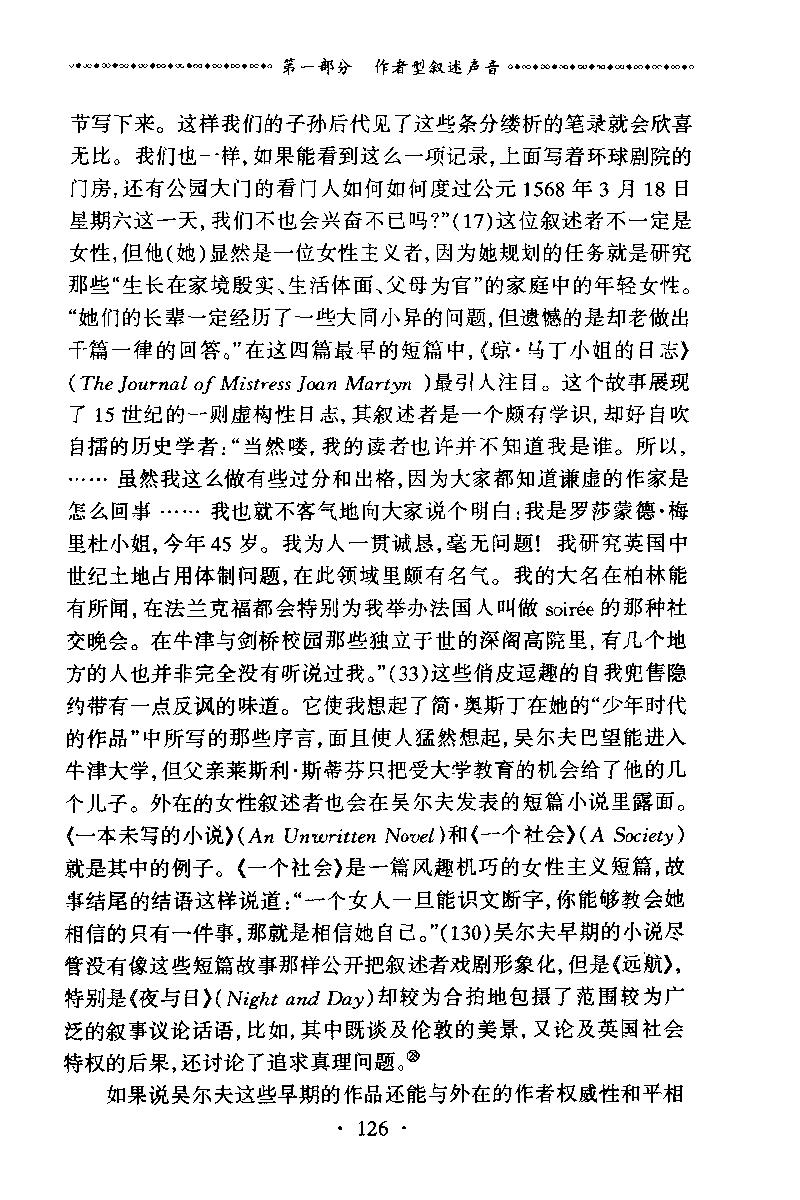 第一部分　作者型叙述声音
节写下来。这样我们的子孙后代见了这些条分缕析的笔录就会欣喜
无比。我们也一样,如果能看到这么一项记录,上面写着环球剧院的
门房,还有公园大门的看门人如何如何度过公元 1568 年 3 月 18 日
星期六这一天,我们不也会兴奋不已吗?”(17)这位叙述者不一定是
女性,但他(她)显然是一位女性主义者,因为她规划的任务就是研究
那些“生长在家境殷实、生活体面、父母为官”的家庭中的年轻女性。
“她们的长辈一定经历了一些大同小异的问题,但遗憾的是却老做出
千篇一律的回答。”在这四篇最早的短篇中,《琼·马丁小姐的日志》
(The Journal of Mistress Joan Martyn )最引人注目。这个故事展现
了 15 世纪的一则虚构性日志,其叙述者是一个颇有学识,却好自吹
自擂的历史学者:“当然喽,我的读者也许并不知道我是谁。所以,
…… 虽然我这么做有些过分和出格,因为大家都知道谦虚的作家是
怎么回事 …… 我也就不客气地向大家说个明白:我是罗莎蒙德·梅
里杜小姐,今年 45 岁。我为人一贯诚恳,毫无问题! 我研究英国中
世纪土地占用体制问题,在此领域里颇有名气。我的大名在柏林能
有所闻,在法兰克福都会特别为我举办法国人叫做 soirée 的那种社
交晚会。在牛津与剑桥校园那些独立于世的深阁高院里,有几个地
方的人也并非完全没有听说过我。”(33)这些俏皮逗趣的自我兜售隐
约带有一点反讽的味道。它使我想起了简·奥斯丁在她的“少年时代
的作品”中所写的那些序言,而且使人猛然想起,吴尔夫巴望能进入
牛津大学,但父亲莱斯利·斯蒂芬只把受大学教育的机会给了他的几
个儿子。外在的女性叙述者也会在吴尔夫发表的短篇小说里露面。
《一本未写的小说》(An Unwritten Novel)和《一个社会》(A Society)
就是其中的例子。《一个社会》是一篇风趣机巧的女性主义短篇,故
事结尾的结语这样说道:“一个女人一旦能识文断字,你能够教会她
相信的只有一件事,那就是相信她自己。”(130)吴尔夫早期的小说尽
管没有像这些短篇故事那样公开把叙述者戏剧形象化,但是《远航》,
特别是《夜与日》(Night and Day)却较为合拍地包摄了范围较为广
泛的叙事议论话语,比如,其中既谈及伦敦的美景,又论及英国社会
特权的后果,还讨论了追求真理问题。㉘
如果说吴尔夫这些早期的作品还能与外在的作者权威性和平相
· 126 ·